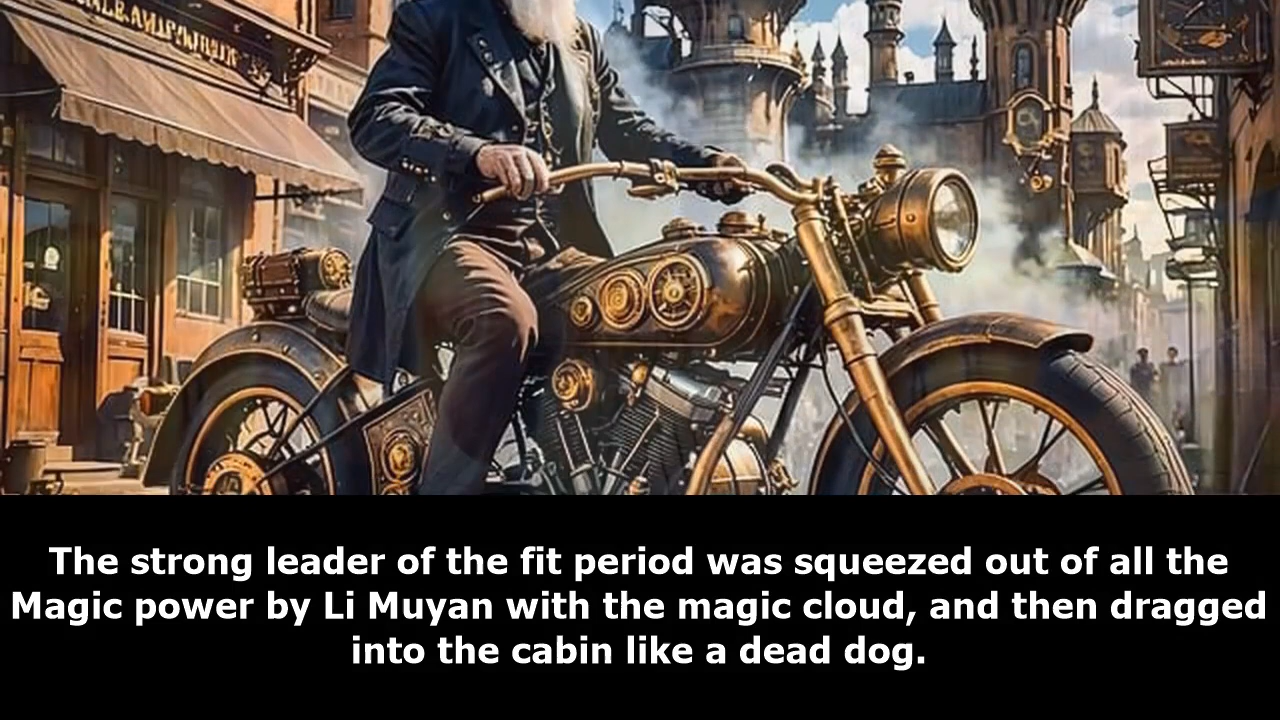 The strong leader of the fit period was squeezed out of all the
Magic power by Li Muyan with the magic cloud, and then dragged
into the cabin like a dead dog.